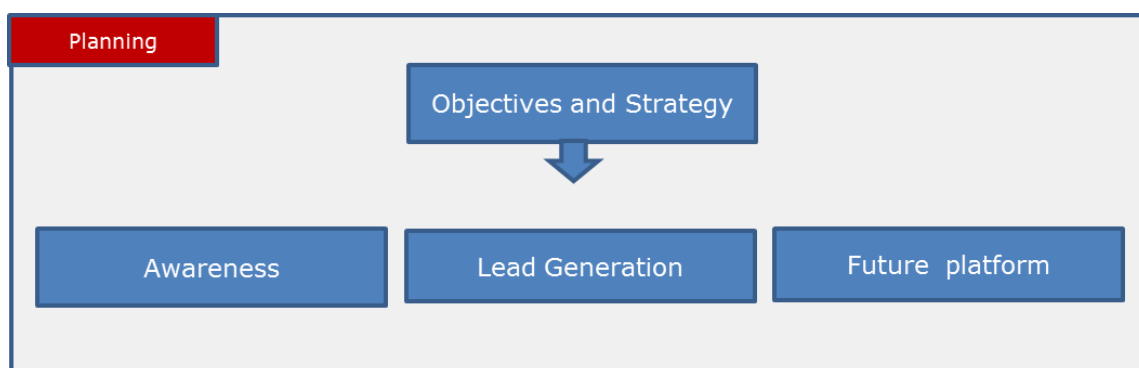 Planning
Objectives and Strategy
Awareness
Lead Generation
Future platform